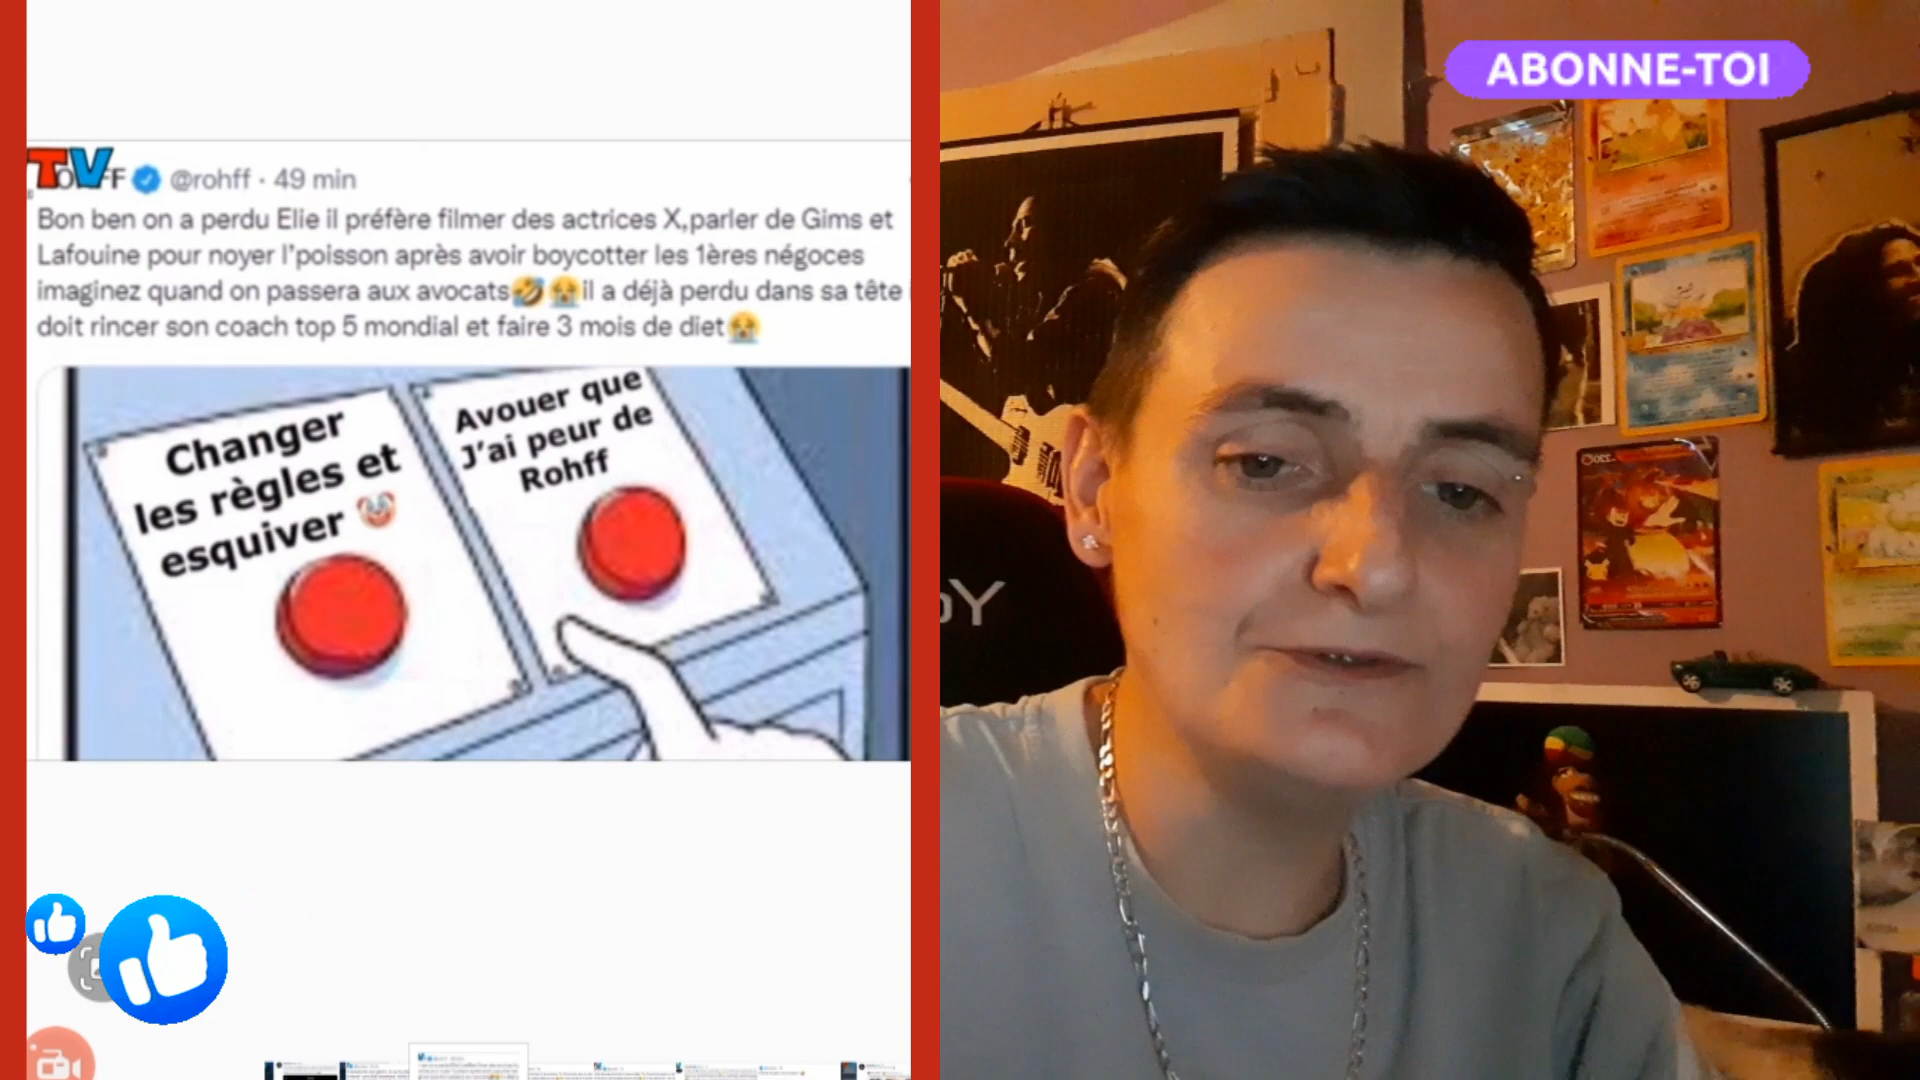 TV
@rohff · 49 min
Bon ben on a perdu Elie il préfère filmer des actrices X,parler de Gims et
Lafouine pour noyer l'poisson après avoir boycotter les 1ères négoces
imaginez quand on passera aux avocats🤣😭il a déjà perdu dans sa tête
doit rincer son coach top 5 mondial et faire 3 mois de diet😭
Changer
les règles et
esquiver 🤡
Avouer que
J'ai peur de
Rohff
ABONNE-TOI